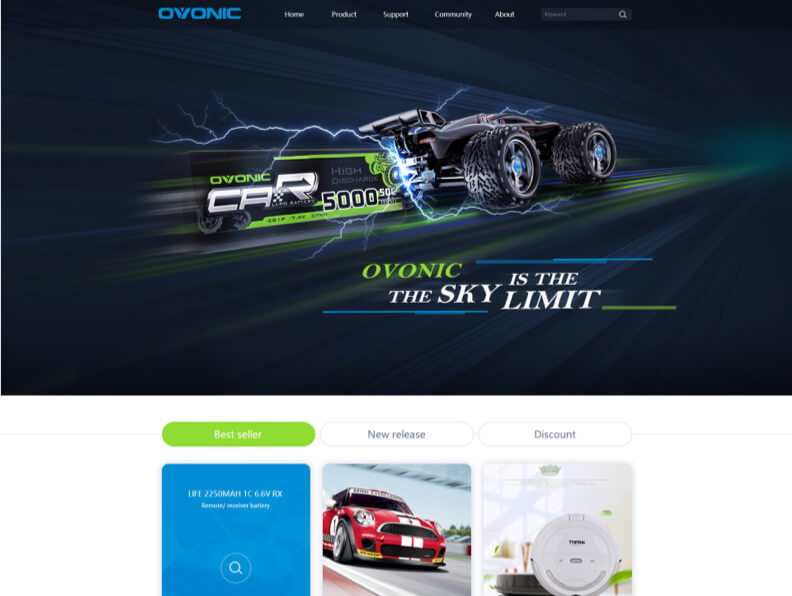 OVONIC
Home Product Support Community About Keyword
OVONIC
CAR
LIPO BATTERY
HIGH
DISCHARGE
5000
50C
mAh
2S1P 7.4V 37Wh
OVONIC
THE SKY IS THE LIMIT
Best seller New release Discount
LIFE 2250MAH 1C 6.6V RX
Remote/ receiver battery
TOPAN